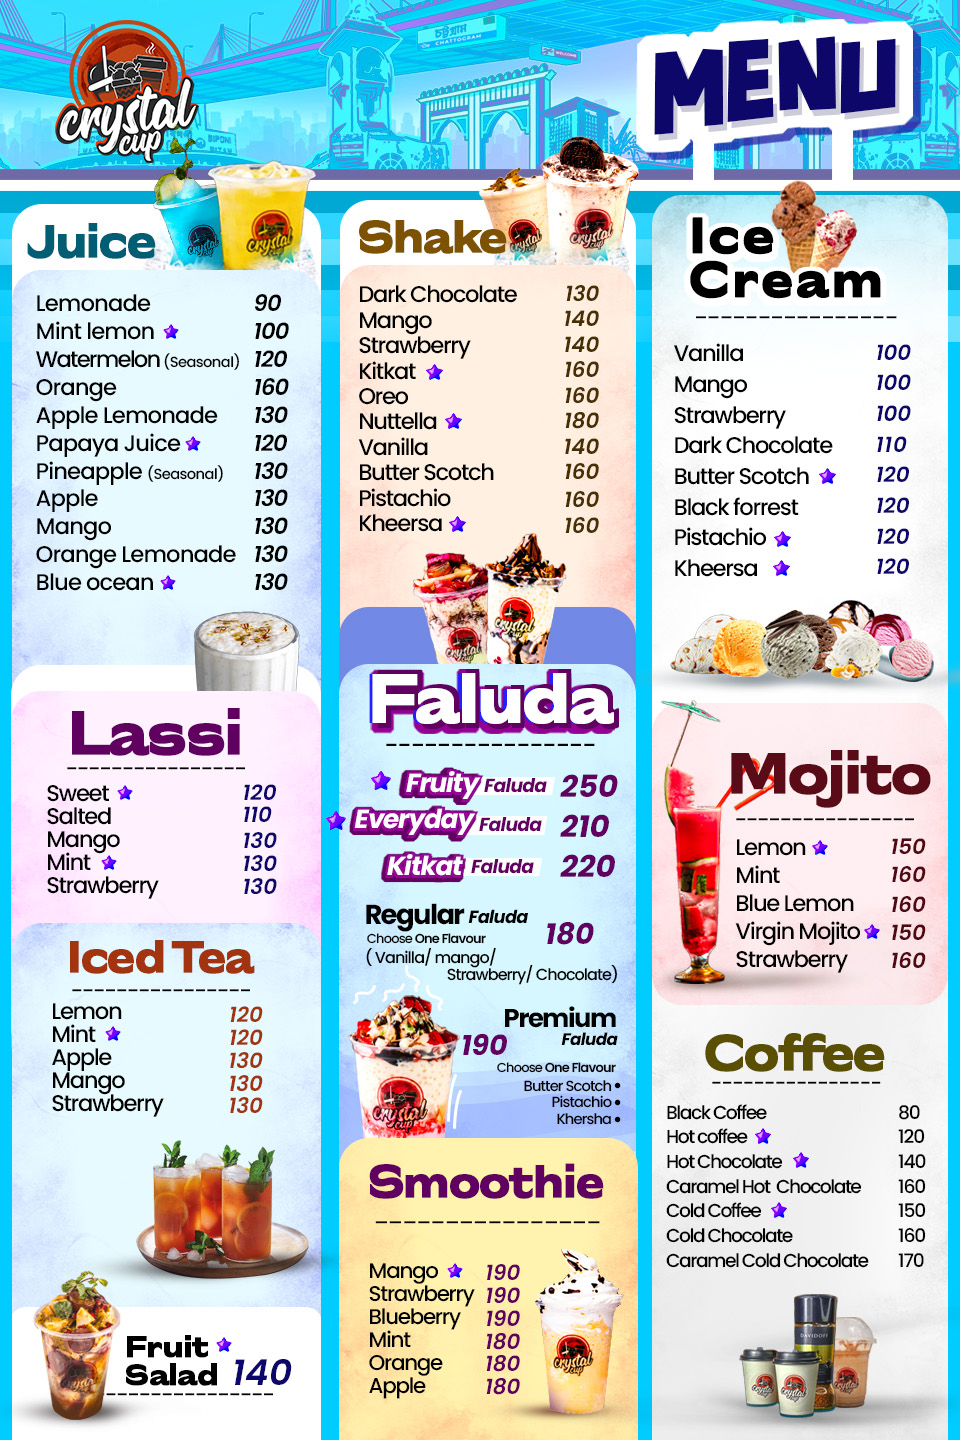 crystal
cup
CHATTOGRAM
WELCOME
MENU
Juice
Lemonade 90
Mint lemon 100
Watermelon (Seasonal) 120
Orange 160
Apple Lemonade 130
Papaya Juice 120
Pineapple (Seasonal) 130
Apple 130
Mango 130
Orange Lemonade 130
Blue ocean 130
Lassi
Sweet 120
Salted 110
Mango 130
Mint 130
Strawberry 130
Iced Tea
Lemon 120
Mint 120
Apple 130
Mango 130
Strawberry 130
Fruit
Salad 140
Shake
Dark Chocolate 130
Mango 140
Strawberry 140
Kitkat 160
Oreo 160
Nuttella 180
Vanilla 140
Butter Scotch 160
Pistachio 160
Kheersa 160
Faluda
Fruity Faluda 250
Everyday Faluda 210
Kitkat Faluda 220
Regular Faluda 180
Choose One Flavour
(Vanilla/ mango/
Strawberry/ Chocolate)
Premium
Faluda
190
Choose One Flavour
Butter Scotch •
Pistachio •
Khersha •
Smoothie
Mango 190
Strawberry 190
Blueberry 190
Mint 180
Orange 180
Apple 180
Ice
Cream
Vanilla 100
Mango 100
Strawberry 100
Dark Chocolate 110
Butter Scotch 120
Black forrest 120
Pistachio 120
Kheersa 120
Mojito
Lemon 150
Mint 160
Blue Lemon 160
Virgin Mojito 150
Strawberry 160
Coffee
Black Coffee 80
Hot coffee 120
Hot Chocolate 140
Caramel Hot Chocolate 160
Cold Coffee 150
Cold Chocolate 160
Caramel Cold Chocolate 170
DAVIDOFF